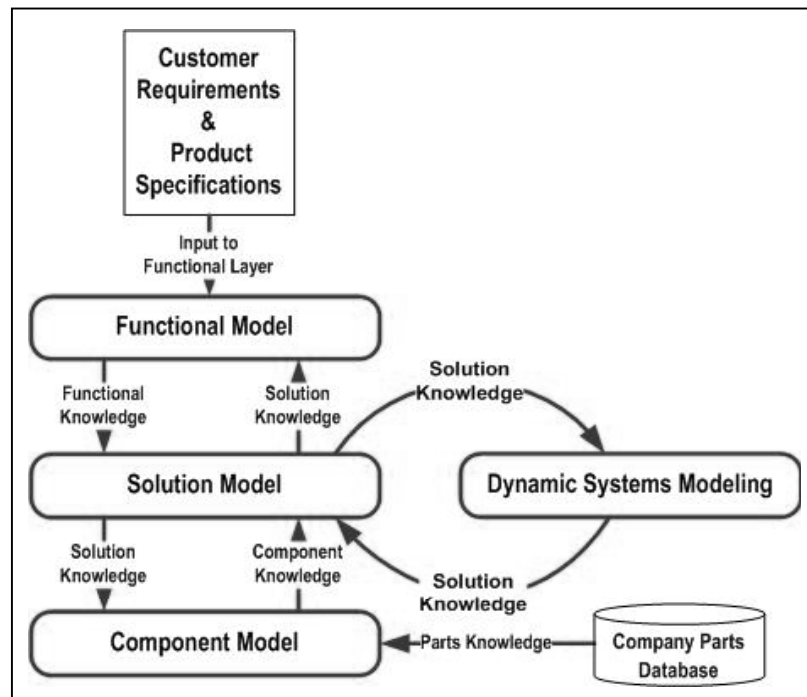 Customer
Requirements
&
Product
Specifications
Input to
Functional Layer
Functional Model
Functional
Knowledge
Solution
Knowledge
Solution
Knowledge
Solution Model
Dynamic Systems Modeling
Solution
Knowledge
Component
Knowledge
Solution
Knowledge
Component Model
Parts Knowledge
Company Parts
Database